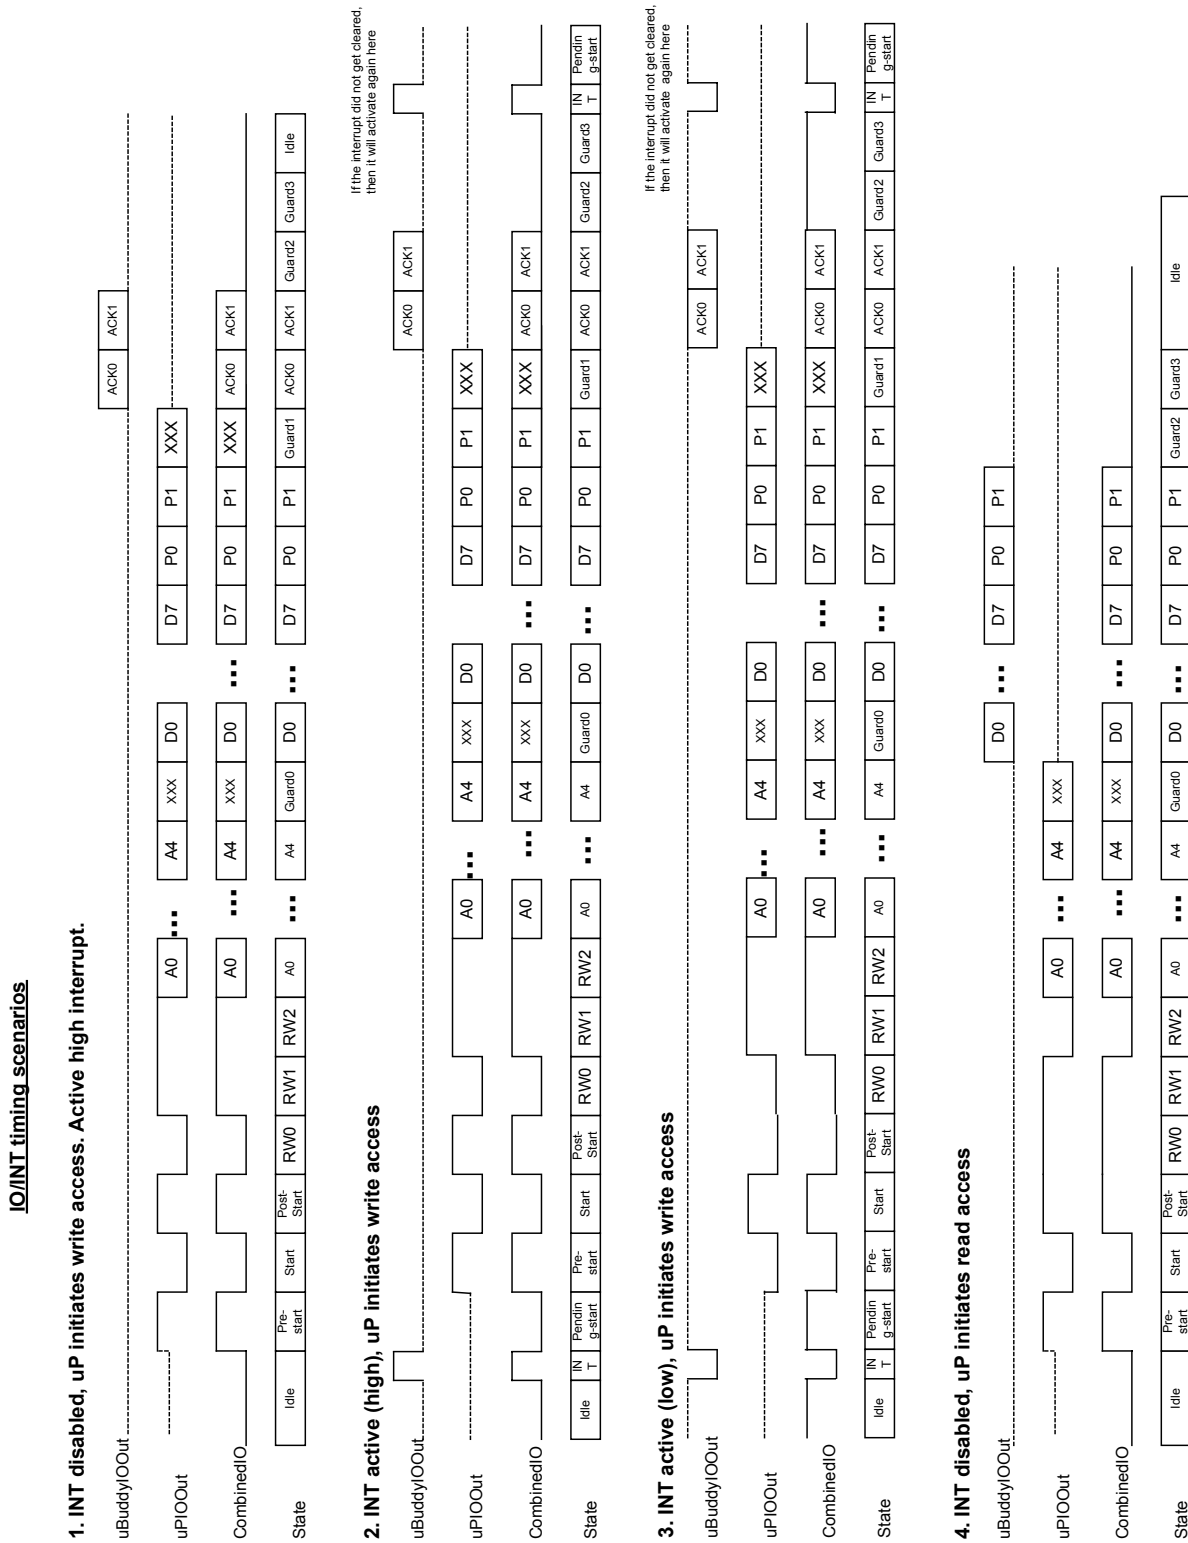 IO/INT timing scenarios
1. INT disabled, uP initiates write access. Active high interrupt.
uBuddyIOOut
ACK0 ACK1
uPIOOut
A0 ... A4 xxx D0 D7 P0 P1 XXX
CombinedIO
A0 ... A4 xxx D0 ... D7 P0 P1 XXX ACK0 ACK1
State
Idle
Pre-
start
Start
Post-
Start
RW0 RW1 RW2 A0 ... A4 Guard0 D0 ... D7 P0 P1 Guard1 ACK0 ACK1 Guard2 Guard3 Idle
2. INT active (high), uP initiates write access
If the interrupt did not get cleared,
then it will activate again here
uBuddyIOOut
ACK0 ACK1
uPIOOut
A0 ... A4 xxx D0 D7 P0 P1 XXX
CombinedIO
A0 ... A4 xxx D0 ... D7 P0 P1 XXX ACK0 ACK1
State
Idle
IN
T
Pendin
g-start
Pre-
start
Start
Post-
Start
RW0 RW1 RW2 A0 ... A4 Guard0 D0 ... D7 P0 P1 Guard1 ACK0 ACK1 Guard2 Guard3
IN
T
Pendin
g-start
3. INT active (low), uP initiates write access
If the interrupt did not get cleared,
then it will activate again here
uBuddyIOOut
ACK0 ACK1
uPIOOut
A0 ... A4 xxx D0 D7 P0 P1 XXX
CombinedIO
A0 ... A4 xxx D0 ... D7 P0 P1 XXX ACK0 ACK1
State
Idle
IN
T
Pendin
g-start
Pre-
start
Start
Post-
Start
RW0 RW1 RW2 A0 ... A4 Guard0 D0 ... D7 P0 P1 Guard1 ACK0 ACK1 Guard2 Guard3
IN
T
Pendin
g-start
4. INT disabled, uP initiates read access
uBuddyIOOut
D0 ... D7 P0 P1
uPIOOut
A0 ... A4 xxx
CombinedIO
A0 ... A4 xxx D0 ... D7 P0 P1
State
Idle
Pre-
start
Start
Post-
Start
RW0 RW1 RW2 A0 ... A4 Guard0 D0 ... D7 P0 P1 Guard2 Guard3 Idle